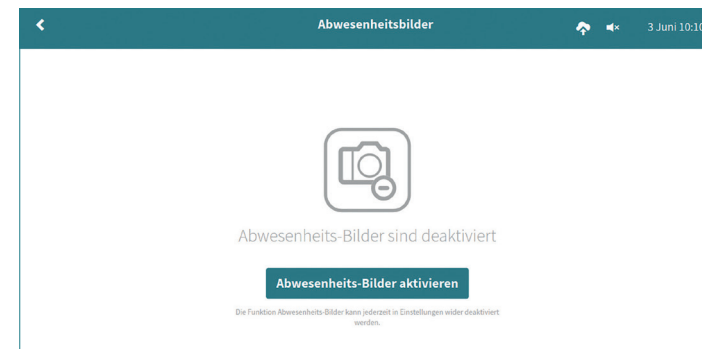 Abwesenheitsbilder
3 Juni 10:10
Abwesenheits-Bilder sind deaktiviert
Abwesenheits-Bilder aktivieren
Die Funktion Abwesenheits-Bilder kann jederzeit in Einstellungen wider deaktiviert
werden.